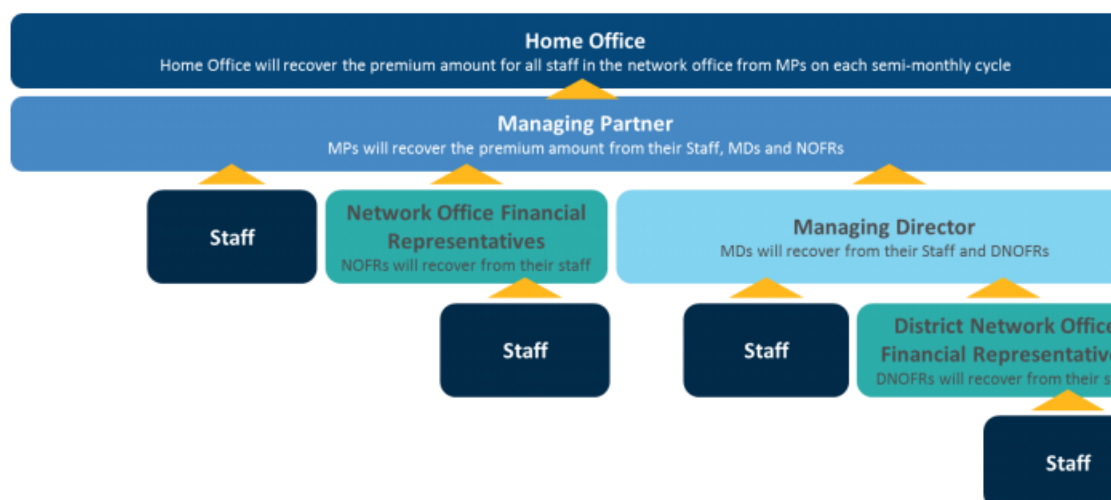 Home Office
Home Office will recover the premium amount for all staff in the network office from MPs on each semi-monthly cycle
Managing Partner
MPs will recover the premium amount from their Staff, MDs and NOFRs
Staff
Network Office Financial
Representatives
NOFRs will recover from their staff
Managing Director
MDs will recover from their Staff and DNOFRs
Staff
Staff
District Network Office
Financial
DNOFRs will recover from their
Staff